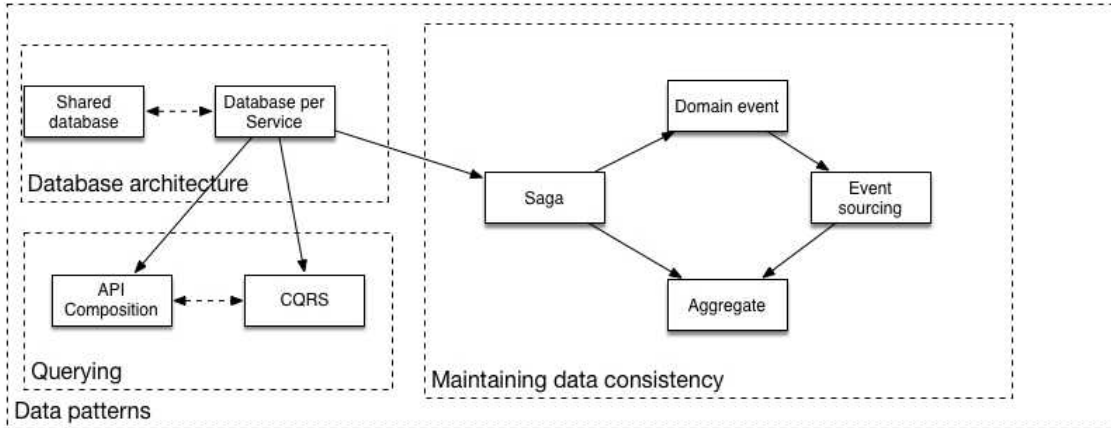 Shared
database
Database per
Service
Database architecture
API
Composition
CQRS
Querying
Domain event
Saga
Event
sourcing
Aggregate
Maintaining data consistency
Data patterns